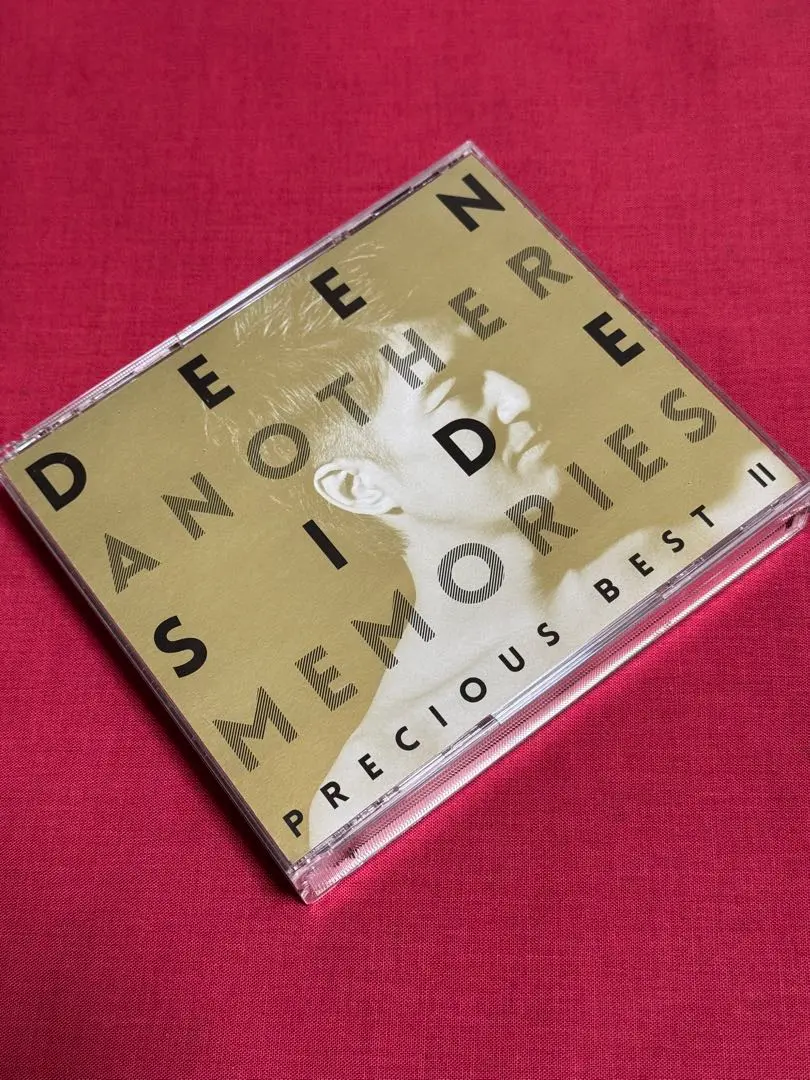 DEEN
ANOTHER
SIDE
MEMORIES
PRECIOUS BEST II